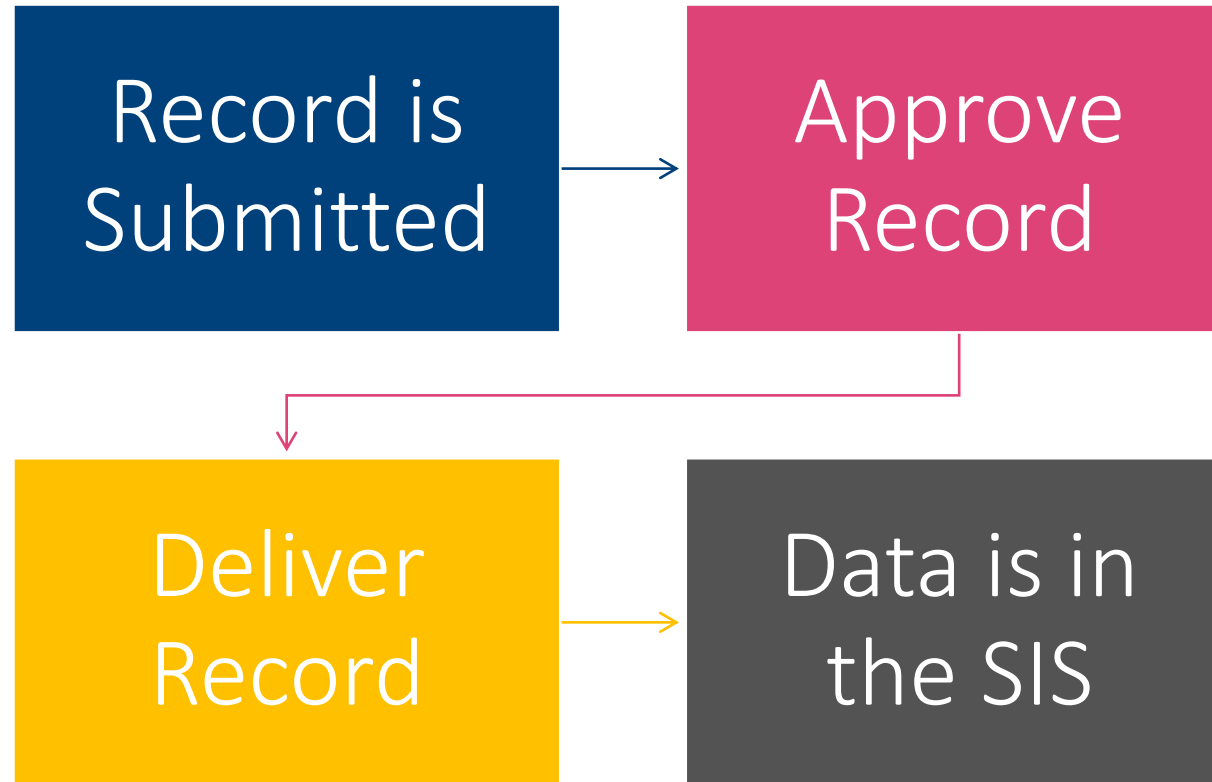 Record is
Submitted
Approve
Record
Deliver
Record
Data is in
the SIS